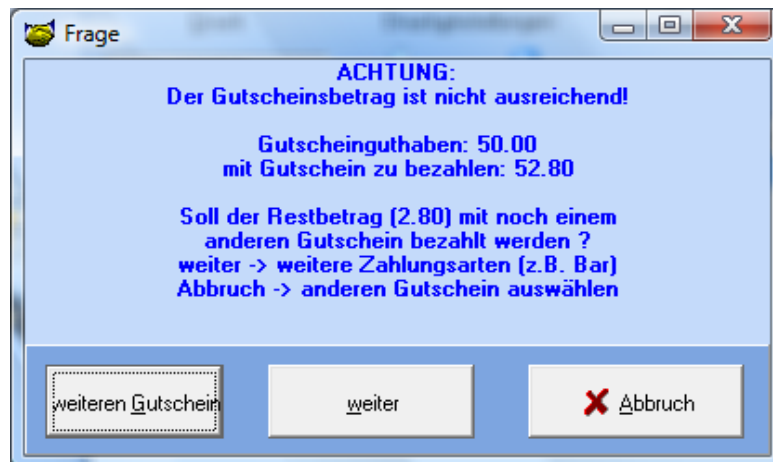 Frage
ACHTUNG:
Der Gutscheinsbetrag ist nicht ausreichend!
Gutscheinguthaben: 50.00
mit Gutschein zu bezahlen: 52.80
Soll der Restbetrag (2.80) mit noch einem
anderen Gutschein bezahlt werden ?
weiter -> weitere Zahlungsarten (z.B. Bar)
Abbruch -> anderen Gutschein auswählen
weiteren Gutschein
weiter
Abbruch